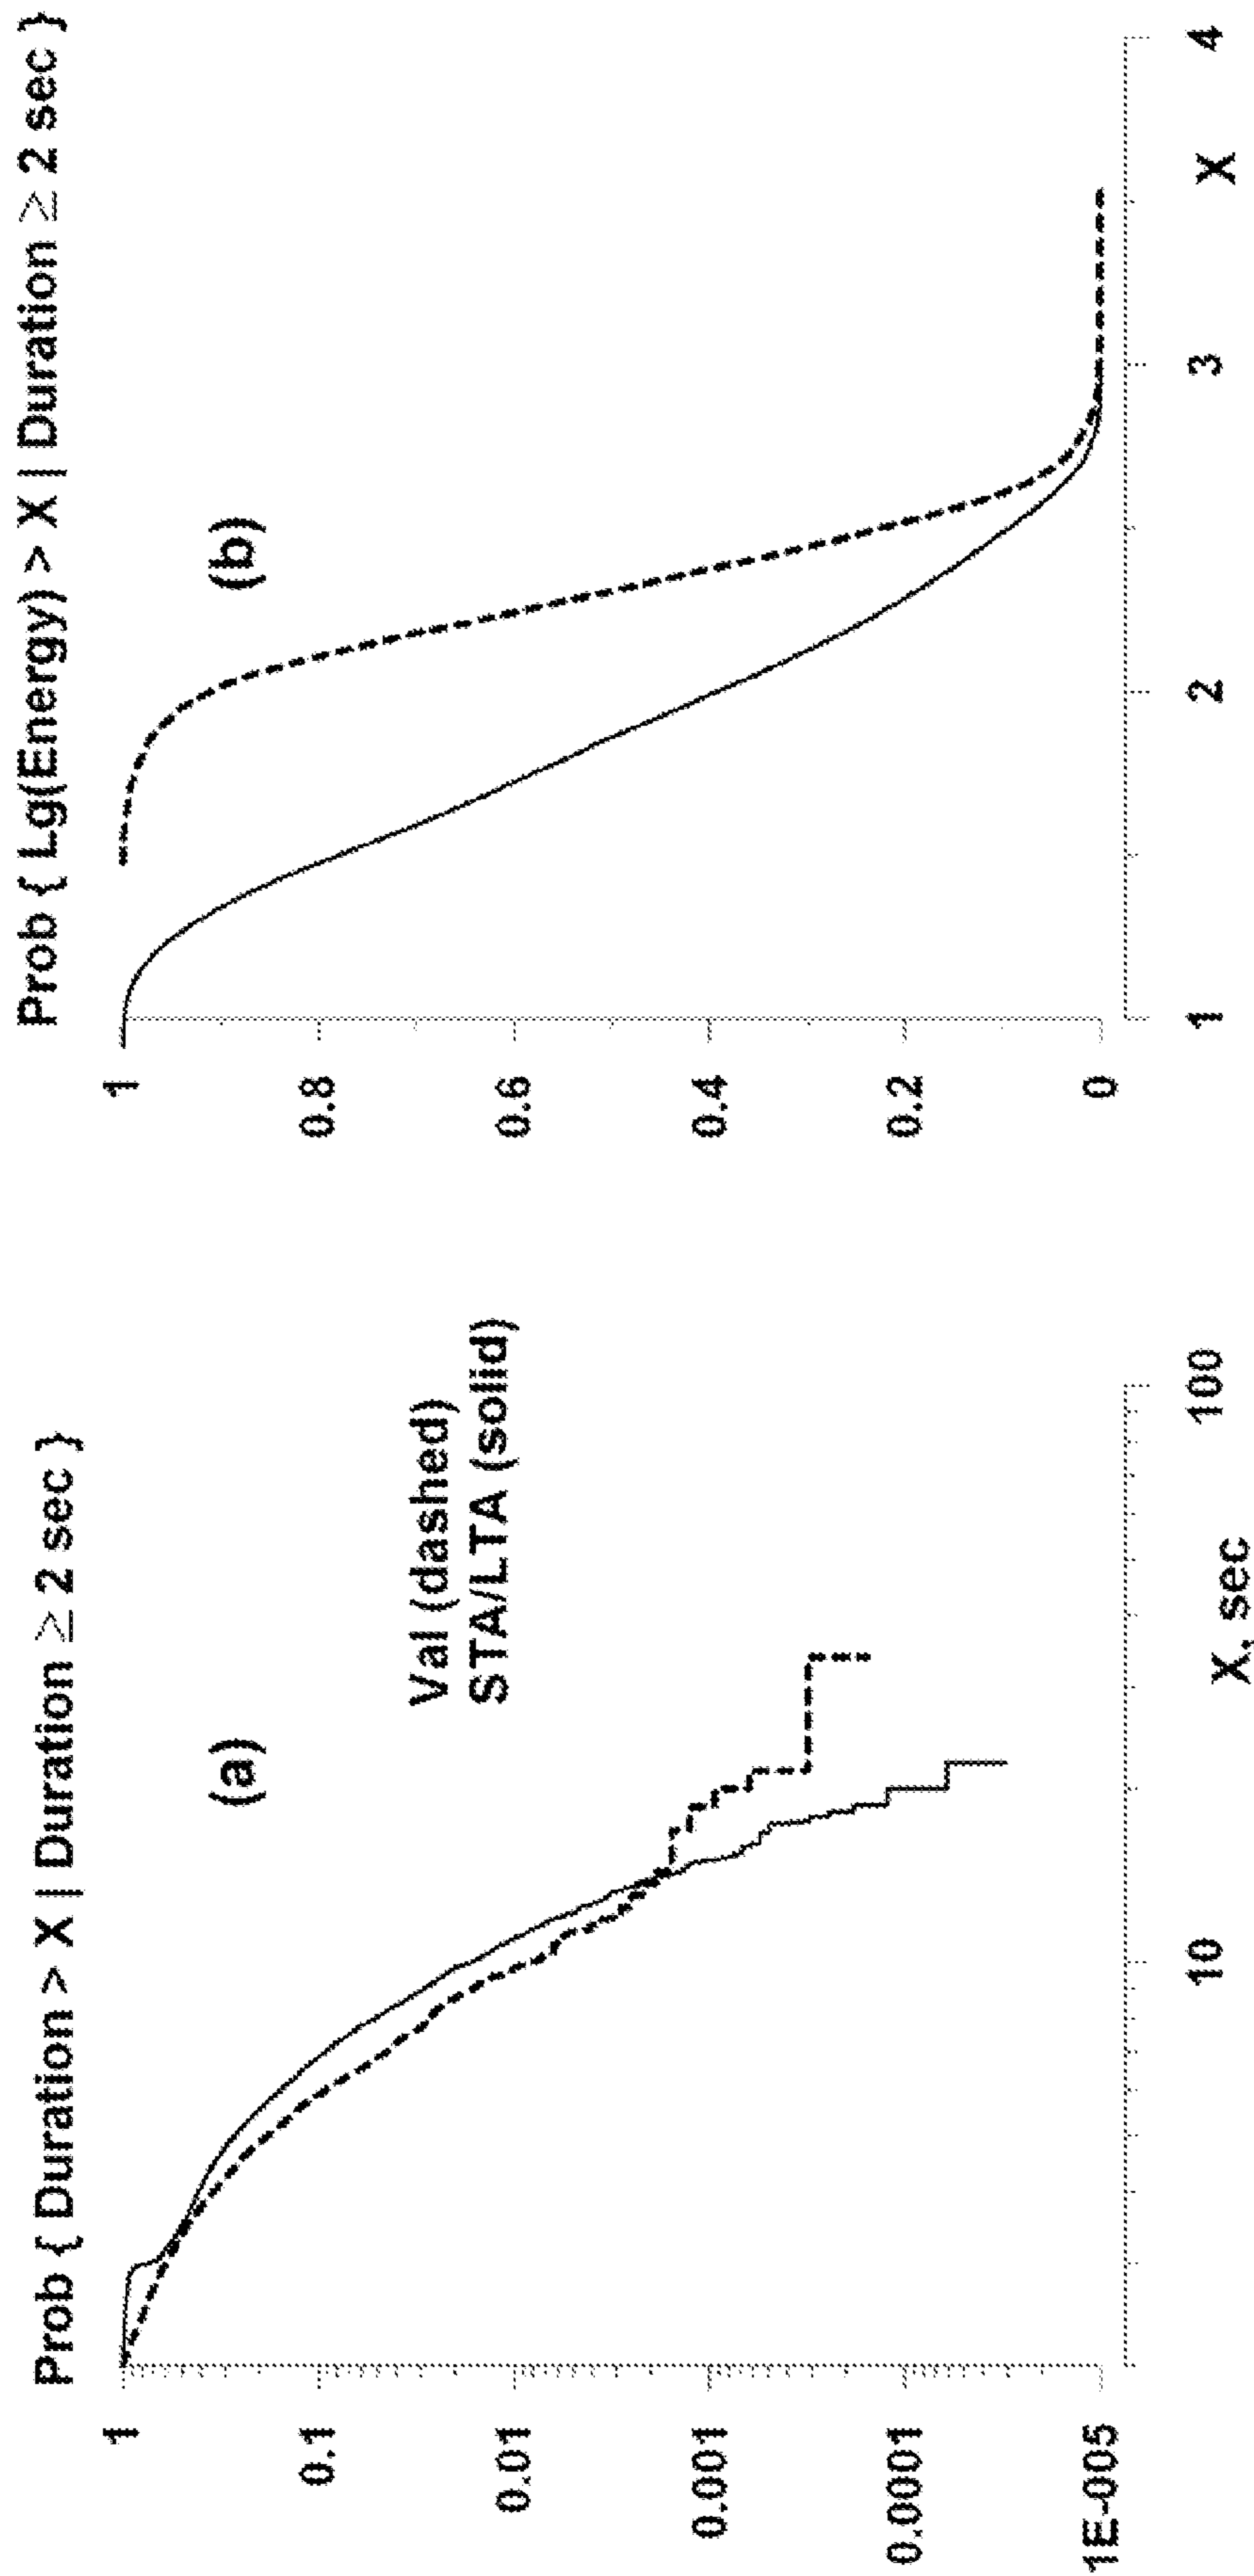 Prob { Duration > X | Duration ≥ 2 sec }
(a)
Val (dashed)
STA/LTA (solid)
1
0.1
0.01
0.001
0.0001
1E-005
10
100
X, sec
Prob { Lg(Energy) > X | Duration ≥ 2 sec }
(b)
1
0.8
0.6
0.4
0.2
0
1
2
3
4
X